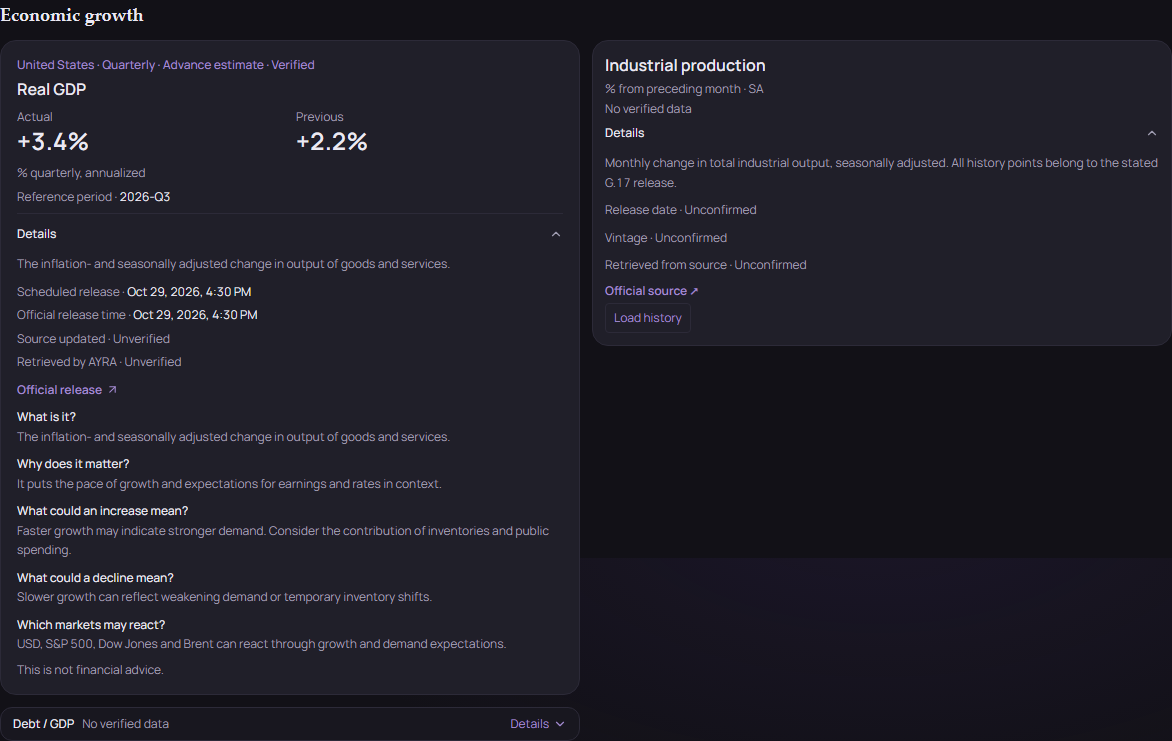 Economic growth
United States · Quarterly · Advance estimate · Verified
Real GDP
Actual
Previous
+3.4%
+2.2%
% quarterly, annualized
Reference period · 2026-Q3
Details
The inflation- and seasonally adjusted change in output of goods and services.
Scheduled release · Oct 29, 2026, 4:30 PM
Official release time · Oct 29, 2026, 4:30 PM
Source updated · Unverified
Retrieved by AYRA · Unverified
Official release ↗
What is it?
The inflation- and seasonally adjusted change in output of goods and services.
Why does it matter?
It puts the pace of growth and expectations for earnings and rates in context.
What could an increase mean?
Faster growth may indicate stronger demand. Consider the contribution of inventories and public
spending.
What could a decline mean?
Slower growth can reflect weakening demand or temporary inventory shifts.
Which markets may react?
USD, S&P 500, Dow Jones and Brent can react through growth and demand expectations.
This is not financial advice.
Debt / GDP No verified data
Details
Industrial production
% from preceding month · SA
No verified data
Details
Monthly change in total industrial output, seasonally adjusted. All history points belong to the stated
G.17 release.
Release date · Unconfirmed
Vintage · Unconfirmed
Retrieved from source · Unconfirmed
Official source ↗
Load history